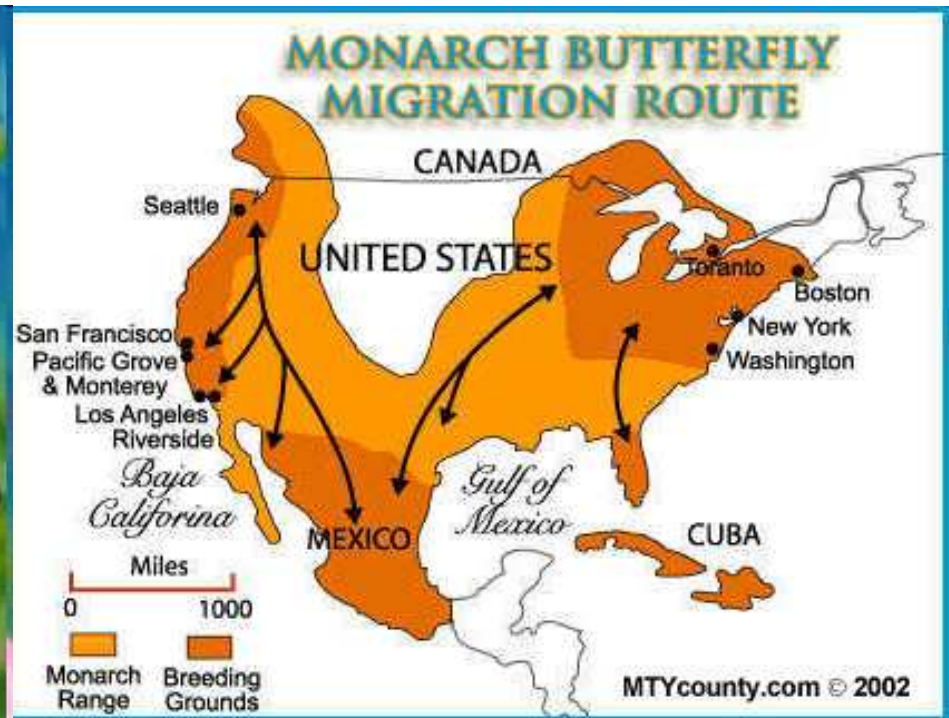 MONARCH BUTTERFLY
MIGRATION ROUTE
CANADA
Seattle
UNITED STATES
Toranto
Boston
New York
Washington
San Francisco
Pacific Grove
& Monterey
Los Angeles
Riverside
Baja
Califorina
Gulf of
Mexico
MEXICO
CUBA
Miles
0 1000
Monarch
Range
Breeding
Grounds
MTYcounty.com © 2002